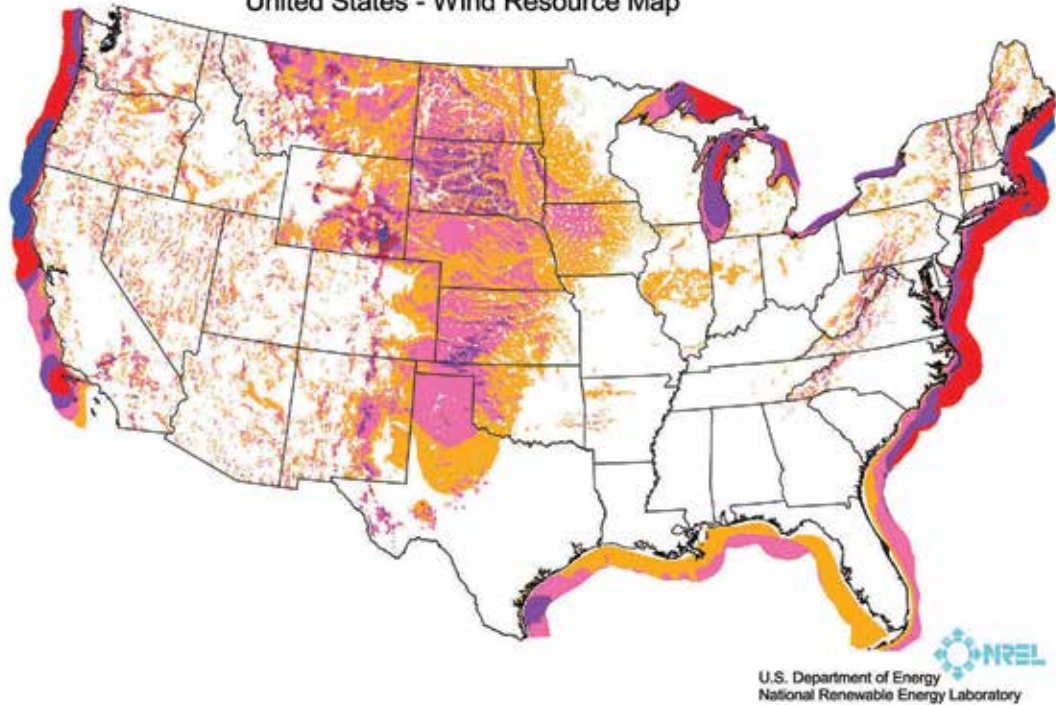 United States - Wind Resource Map
NREL
U.S. Department of Energy
National Renewable Energy Laboratory